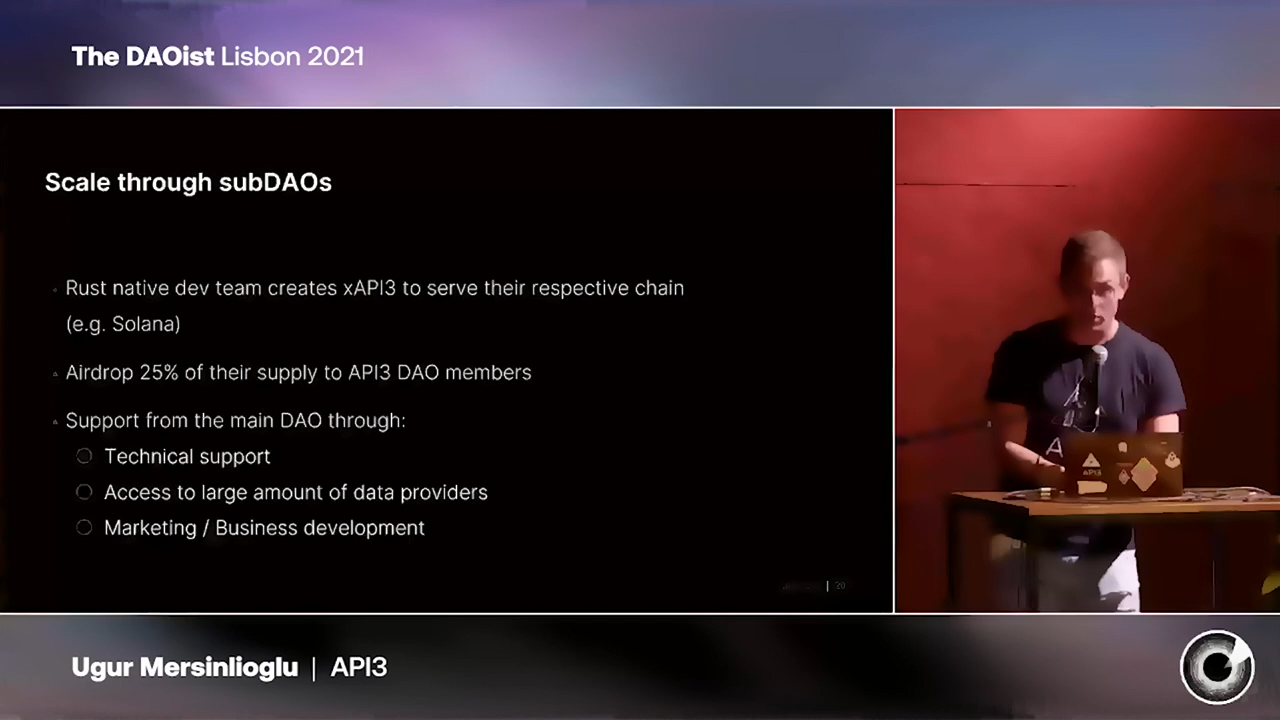 The DAOist Lisbon 2021
Scale through subDAOs
Rust native dev team creates xAPI3 to serve their respective chain
(e.g. Solana)
Airdrop 25% of their supply to API3 DAO members
Support from the main DAO through:
Technical support
Access to large amount of data providers
Marketing / Business development
| 20
API3
Ugur Mersinlioglu | API3